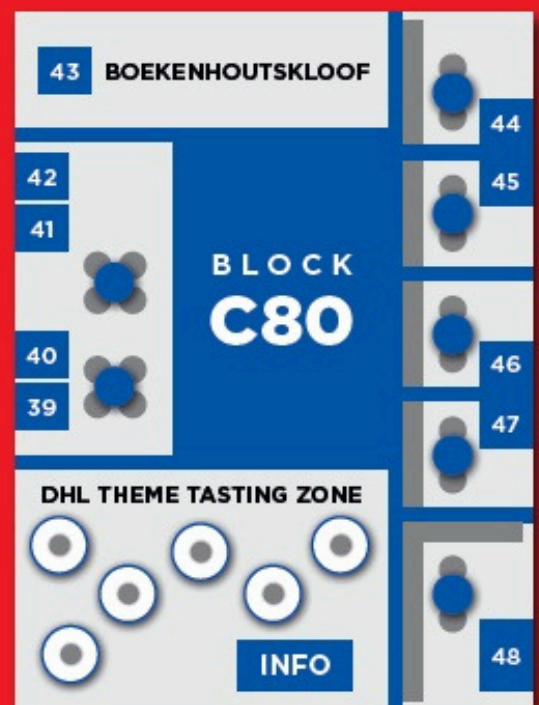 43 BOEKENHOUTSKLOOF
44
42
45
41
BLOCK
C80
40
46
39
47
DHL THEME TASTING ZONE
INFO
48